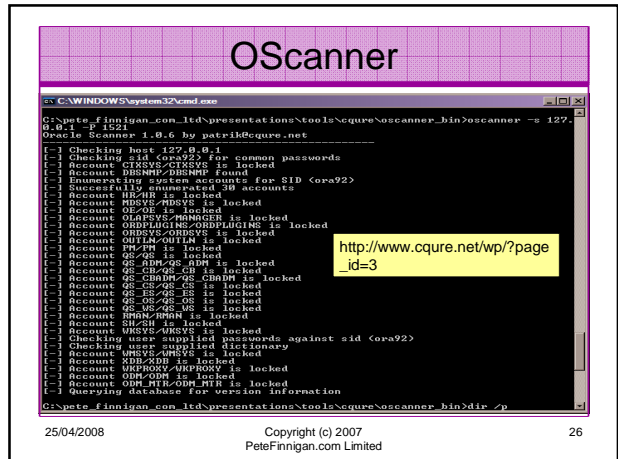 OScanner
C:\WINDOWS\system32\cmd.exe
C:\pete_finnigan_com_ltd\presentations\tools\cqure\oscanner_bin>oscanner -s 127.
0.0.1 -P 1521
Oracle Scanner 1.0.6 by patrik@cqure.net
--------------------------------------------------
[-] Checking host 127.0.0.1
[-] Checking sid (ora92) for common passwords
[-] Account CTXSYS/CTXSYS is locked
[-] Account DBSNMP/DBSNMP found
[-] Enumerating system accounts for SID (ora92)
[-] Succesfully enumerated 30 accounts
[-] Account HR/HR is locked
[-] Account MDSYS/MDSYS is locked
[-] Account OE/OE is locked
[-] Account OLAPSYS/MANAGER is locked
[-] Account ORDPLUGINS/ORDPLUGINS is locked
[-] Account ORDSYS/ORDSYS is locked
[-] Account OUTLN/OUTLN is locked
[-] Account PM/PM is locked
[-] Account QS/QS is locked
[-] Account QS_ADM/QS_ADM is locked
[-] Account QS_CB/QS_CB is locked
[-] Account QS_CBADM/QS_CBADM is locked
[-] Account QS_CS/QS_CS is locked
[-] Account QS_ES/QS_ES is locked
[-] Account QS_OS/QS_OS is locked
[-] Account QS_WS/QS_WS is locked
[-] Account RMAN/RMAN is locked
[-] Account SH/SH is locked
[-] Account WKSYS/WKSYS is locked
[-] Checking user supplied passwords against sid (ora92)
[-] Checking user supplied dictionary
[-] Account WMSYS/WMSYS is locked
[-] Account XDB/XDB is locked
[-] Account WKPROXY/WKPROXY is locked
[-] Account ODM/ODM is locked
[-] Account ODM_MTR/ODM_MTR is locked
[-] Querying database for version information
C:\pete_finnigan_com_ltd\presentations\tools\cqure\oscanner_bin>dir /p
http://www.cqure.net/wp/?page
_id=3
25/04/2008
Copyright (c) 2007
PeteFinnigan.com Limited
26